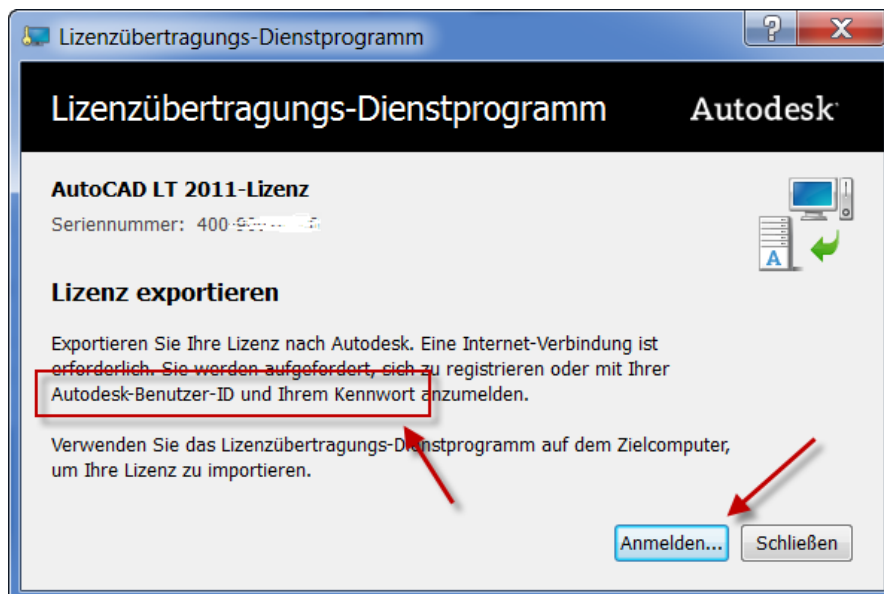 Lizenzübertragungs-Dienstprogramm
Lizenzübertragungs-Dienstprogramm Autodesk
AutoCAD LT 2011-Lizenz
Seriennummer: 400
Lizenz exportieren
Exportieren Sie Ihre Lizenz nach Autodesk. Eine Internet-Verbindung ist
erforderlich. Sie werden aufgefordert, sich zu registrieren oder mit Ihrer
Autodesk-Benutzer-ID und Ihrem Kennwort anzumelden.
Verwenden Sie das Lizenzübertragungs-Dienstprogramm auf dem Zielcomputer,
um Ihre Lizenz zu importieren.
Anmelden... Schließen